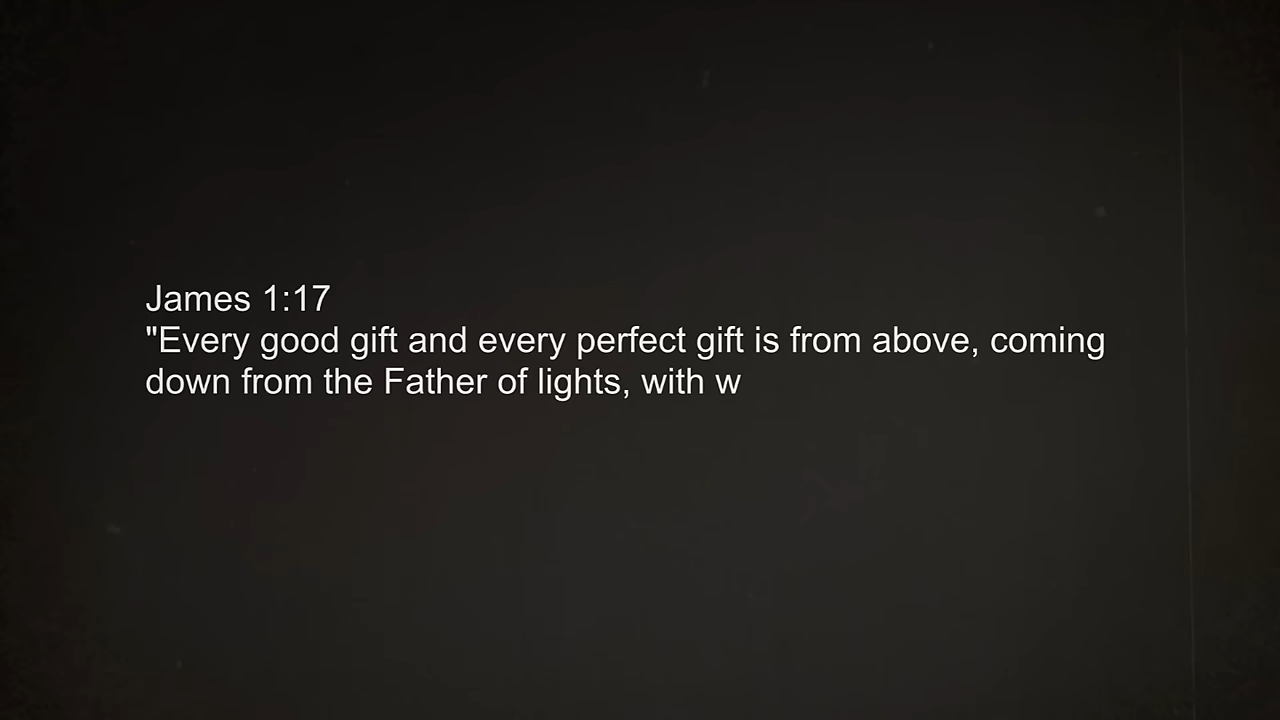 James 1:17
"Every good gift and every perfect gift is from above, coming
down from the Father of lights, with w